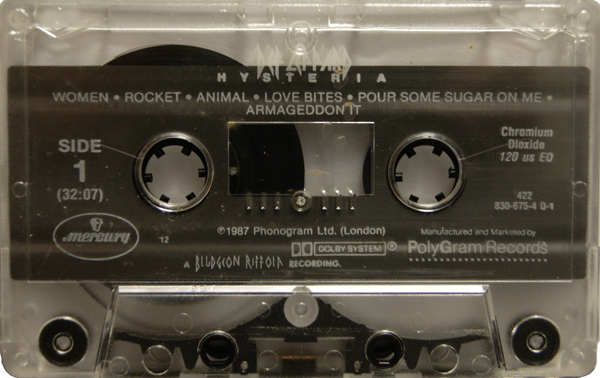 DEF LEPPARD
HYSTERIA
WOMEN • ROCKET • ANIMAL • LOVE BITES • POUR SOME SUGAR ON ME •
ARMAGEDDON IT
SIDE
1
(32:07)
Chromium
Dioxide
120 us EQ
422
830-675-4 Q-1
mercury
12
℗1987 Phonogram Ltd. (London)
DOLBY SYSTEM®
Manufactured and Marketed by
PolyGram Records
A BLUDGEON RIFFOLA RECORDING.